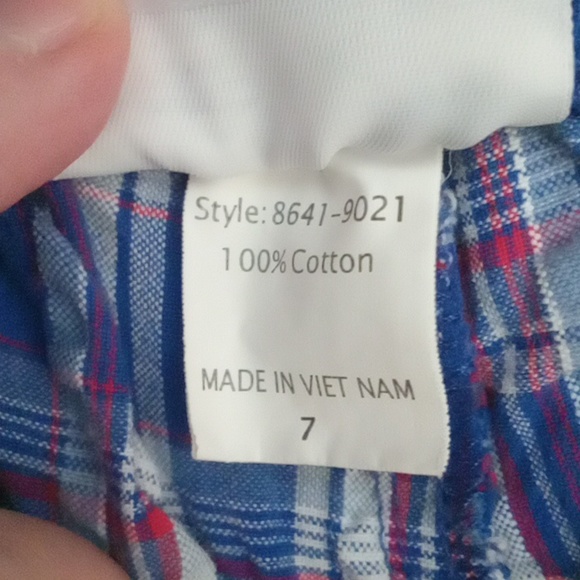 Style: 8641-9021
100% Cotton
MADE IN VIET NAM
7